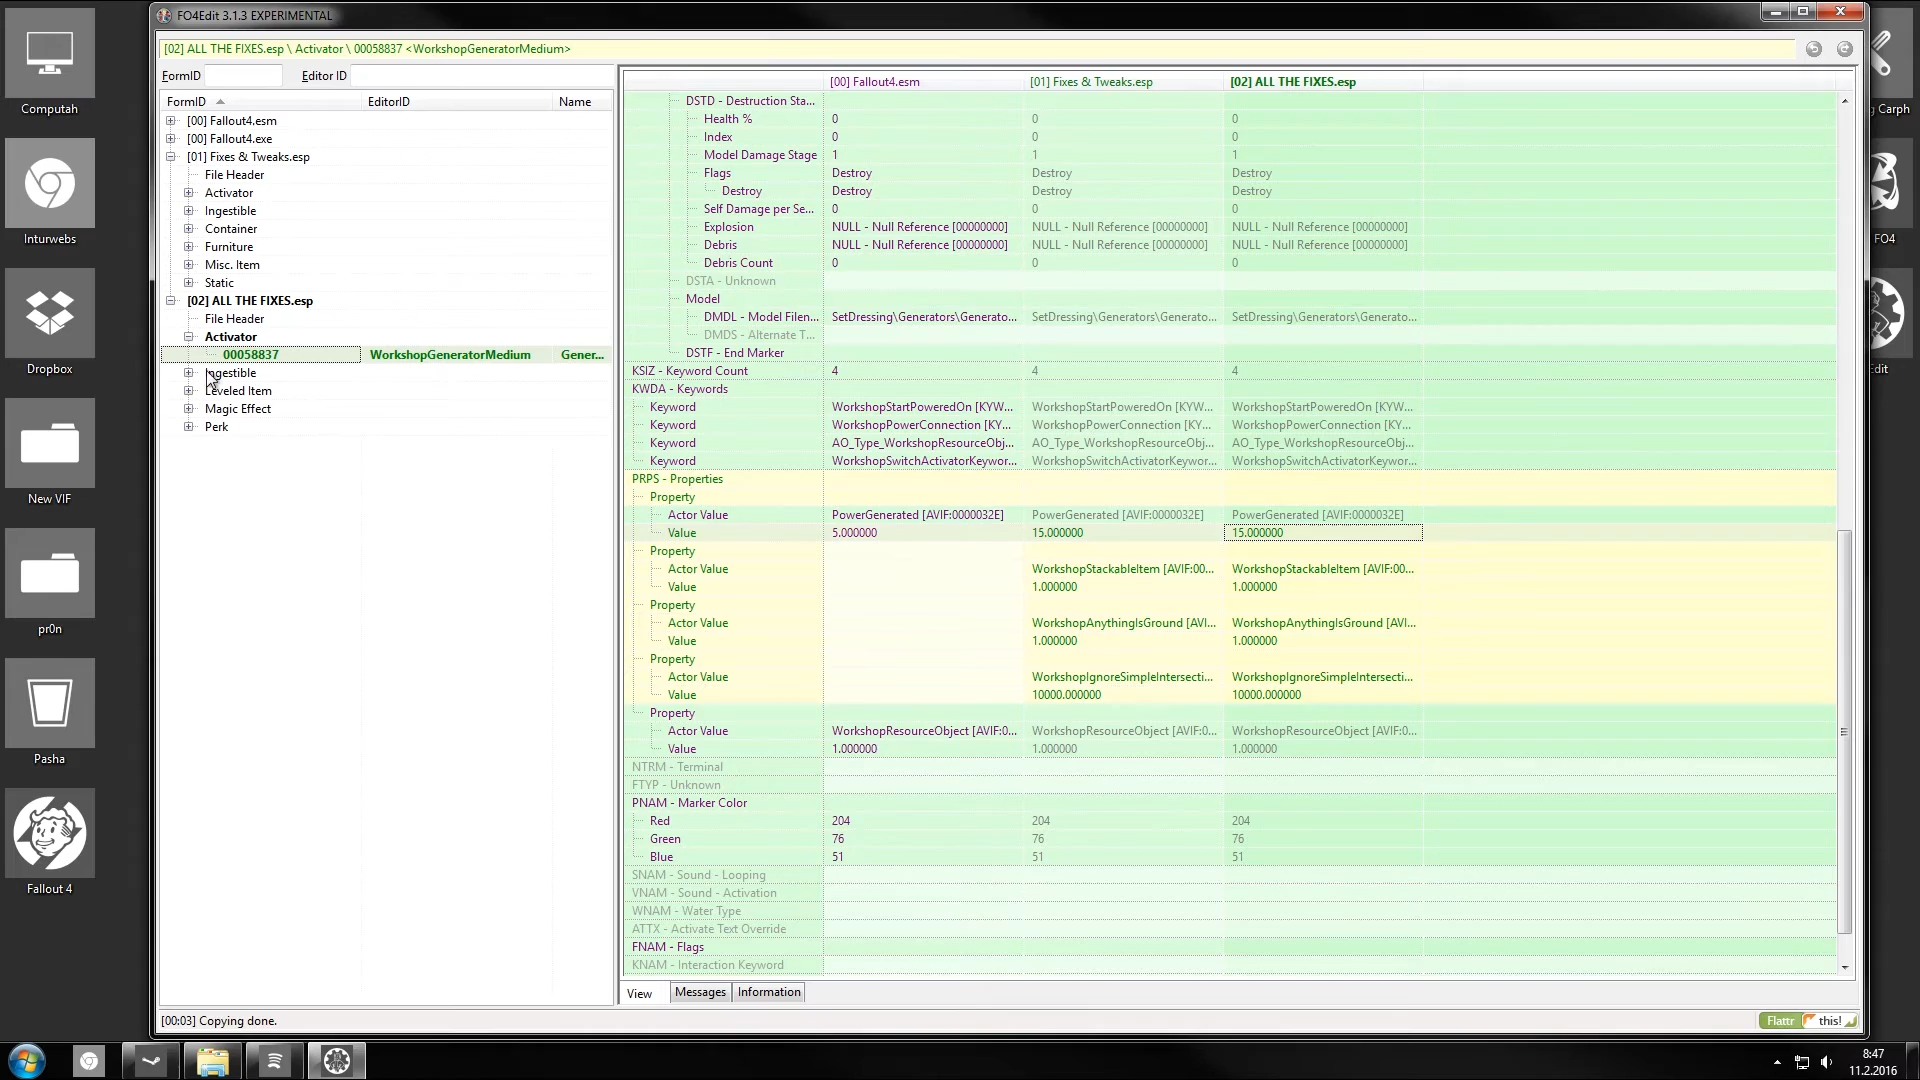 FO4Edit 3.1.3 EXPERIMENTAL
[02] ALL THE FIXES.esp \ Activator \ 00058837 <WorkshopGeneratorMedium>
FormID
Editor ID
FormID EditorID Name
[00] Fallout4.esm
[00] Fallout4.exe
[01] Fixes & Tweaks.esp
File Header
Activator
Ingestible
Container
Furniture
Misc. Item
Static
[02] ALL THE FIXES.esp
File Header
Activator
00058837 WorkshopGeneratorMedium Gener...
Ingestible
Leveled Item
Magic Effect
Perk
[00] Fallout4.esm [01] Fixes & Tweaks.esp [02] ALL THE FIXES.esp
DSTD - Destruction Sta...
Health % 0 0 0
Index 0 0 0
Model Damage Stage 1 1 1
Flags Destroy Destroy Destroy
Destroy Destroy Destroy Destroy
Self Damage per Se... 0 0 0
Explosion NULL - Null Reference [00000000] NULL - Null Reference [00000000] NULL - Null Reference [00000000]
Debris NULL - Null Reference [00000000] NULL - Null Reference [00000000] NULL - Null Reference [00000000]
Debris Count 0 0 0
DSTA - Unknown
Model
DMDL - Model Filen... SetDressing\Generators\Generato... SetDressing\Generators\Generato... SetDressing\Generators\Generato...
DMDS - Alternate T...
DSTF - End Marker
KSIZ - Keyword Count 4 4 4
KWDA - Keywords
Keyword WorkshopStartPoweredOn [KYW... WorkshopStartPoweredOn [KYW... WorkshopStartPoweredOn [KYW...
Keyword WorkshopPowerConnection [KY... WorkshopPowerConnection [KY... WorkshopPowerConnection [KY...
Keyword AO_Type_WorkshopResourceObj... AO_Type_WorkshopResourceObj... AO_Type_WorkshopResourceObj...
Keyword WorkshopSwitchActivatorKeywor... WorkshopSwitchActivatorKeywor... WorkshopSwitchActivatorKeywor...
PRPS - Properties
Property
Actor Value PowerGenerated [AVIF:0000032E] PowerGenerated [AVIF:0000032E] PowerGenerated [AVIF:0000032E]
Value 5.000000 15.000000 15.000000
Property
Actor Value WorkshopStackableItem [AVIF:00... WorkshopStackableItem [AVIF:00...
Value 1.000000 1.000000
Property
Actor Value WorkshopAnythingIsGround [AVI... WorkshopAnythingIsGround [AVI...
Value 1.000000 1.000000
Property
Actor Value WorkshopIgnoreSimpleIntersecti... WorkshopIgnoreSimpleIntersecti...
Value 10000.000000 10000.000000
Property
Actor Value WorkshopResourceObject [AVIF:0... WorkshopResourceObject [AVIF:0... WorkshopResourceObject [AVIF:0...
Value 1.000000 1.000000 1.000000
NTRM - Terminal
FTYP - Unknown
PNAM - Marker Color
Red 204 204 204
Green 76 76 76
Blue 51 51 51
SNAM - Sound - Looping
VNAM - Sound - Activation
WNAM - Water Type
ATTX - Activate Text Override
FNAM - Flags
KNAM - Interaction Keyword
View Messages Information
[00:03] Copying done.
Flattr this!
Computah
Inturwebs
Dropbox
New VIF
pr0n
Pasha
Fallout 4
g Carph
FO4
Edit
8:47
11.2.2016